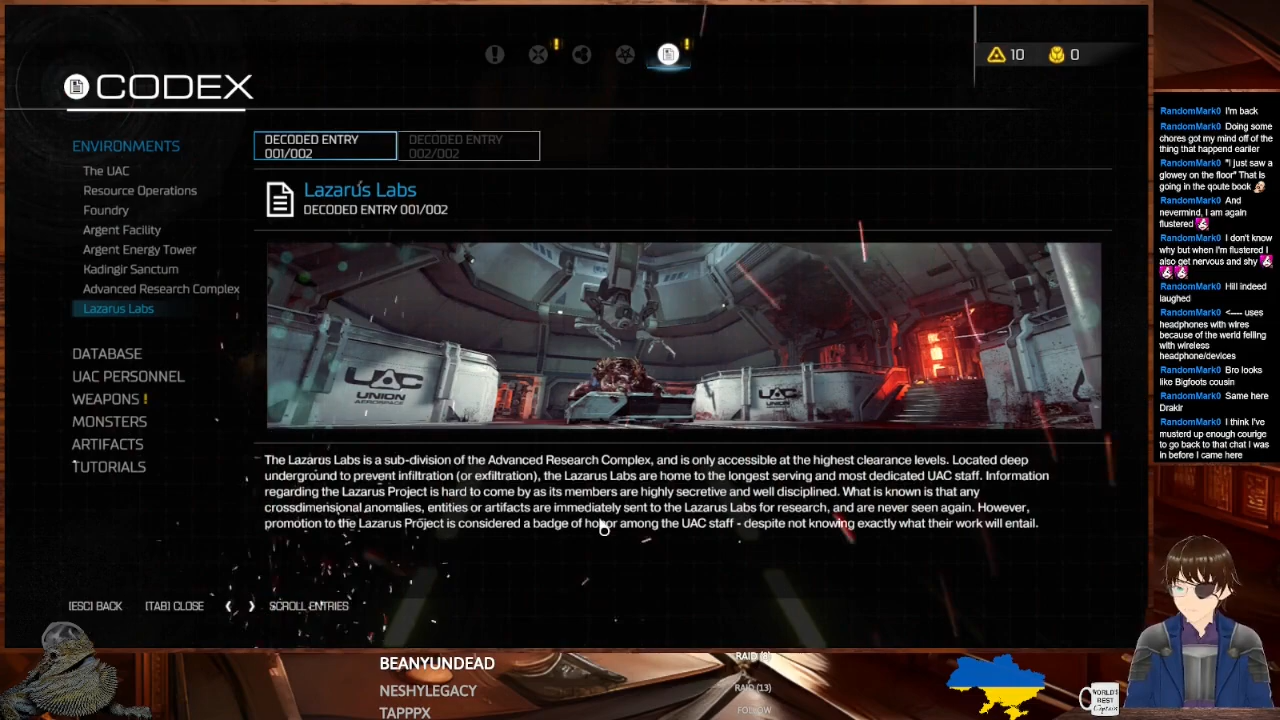 10
0
CODEX
ENVIRONMENTS
The UAC
Resource Operations
Foundry
Argent Facility
Argent Energy Tower
Kadingir Sanctum
Advanced Research Complex
Lazarus Labs
DATABASE
UAC PERSONNEL
WEAPONS !
MONSTERS
ARTIFACTS
TUTORIALS
DECODED ENTRY
001/002
DECODED ENTRY
002/002
Lazarus Labs
DECODED ENTRY 001/002
UAC
UNION
AEROSPACE
UAC
UNION
The Lazarus Labs is a sub-division of the Advanced Research Complex, and is only accessible at the highest clearance levels. Located deep
underground to prevent infiltration (or exfiltration), the Lazarus Labs are home to the longest serving and most dedicated UAC staff. Information
regarding the Lazarus Project is hard to come by as its members are highly secretive and well disciplined. What is known is that any
crossdimensional anomalies, entities or artifacts are immediately sent to the Lazarus Labs for research, and are never seen again. However,
promotion to the Lazarus Project is considered a badge of honor among the UAC staff - despite not knowing exactly what their work will entail.
[ESC] BACK
[TAB] CLOSE
SCROLL ENTRIES
RandomMark0 I'm back
RandomMark0 Doing some
chores got my mind off of the
thing that happend earlier
RandomMark0 "I just saw a
glowey on the floor" That is
going in the qoute book
RandomMark0 And
nevermind, I am again
flustered
RandomMark0 I don't know
why but when I'm flustered I
also get nervous and shy
RandomMark0 Hill indeed
laughed
RandomMark0 <---- uses
headphones with wires
because of the werid felling
with wireless
headphone/devices
RandomMark0 Bro looks
like Bigfoots cousin
RandomMark0 Same here
Draklr
RandomMark0 I think I've
musterd up enough courige
to go back to that chat I was
in before I came here
BEANYUNDEAD
NESHYLEGACY
TAPPPX
RAID (8)
RAID (13)
FOLLOW
WORLD'S
BEST
Captain